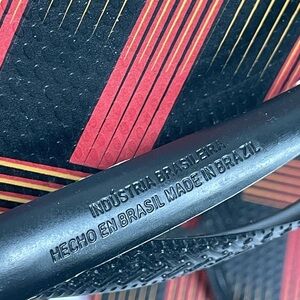 INDÚSTRIA BRASILEIRA
HECHO EN BRASIL MADE IN BRAZIL